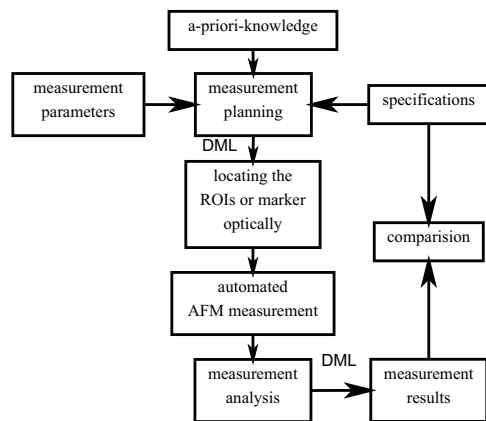 a-priori-knowledge
measurement
parameters
measurement
planning
specifications
DML
locating the
ROIs or marker
optically
comparision
automated
AFM measurement
measurement
analysis
DML
measurement
results